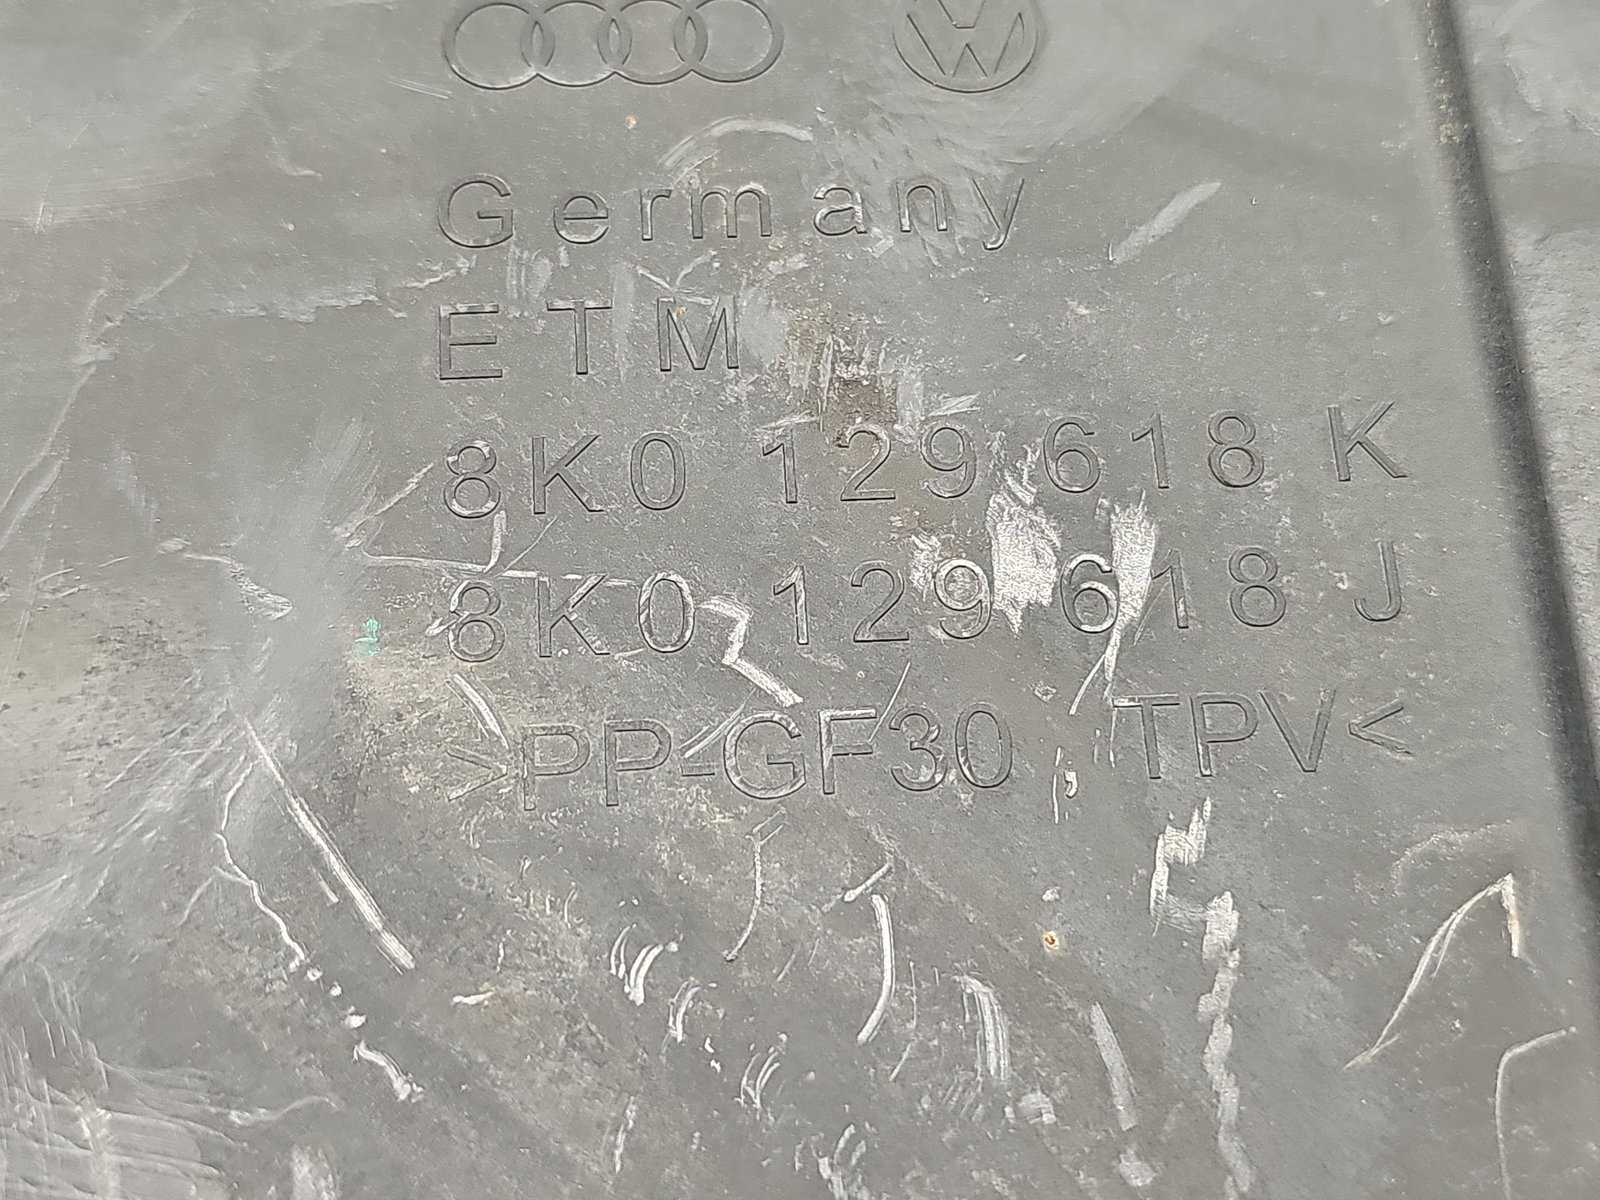 Germany
ETM
8K0 129 618 K
8K0 129 618 J
>PP-GF30 TPV<